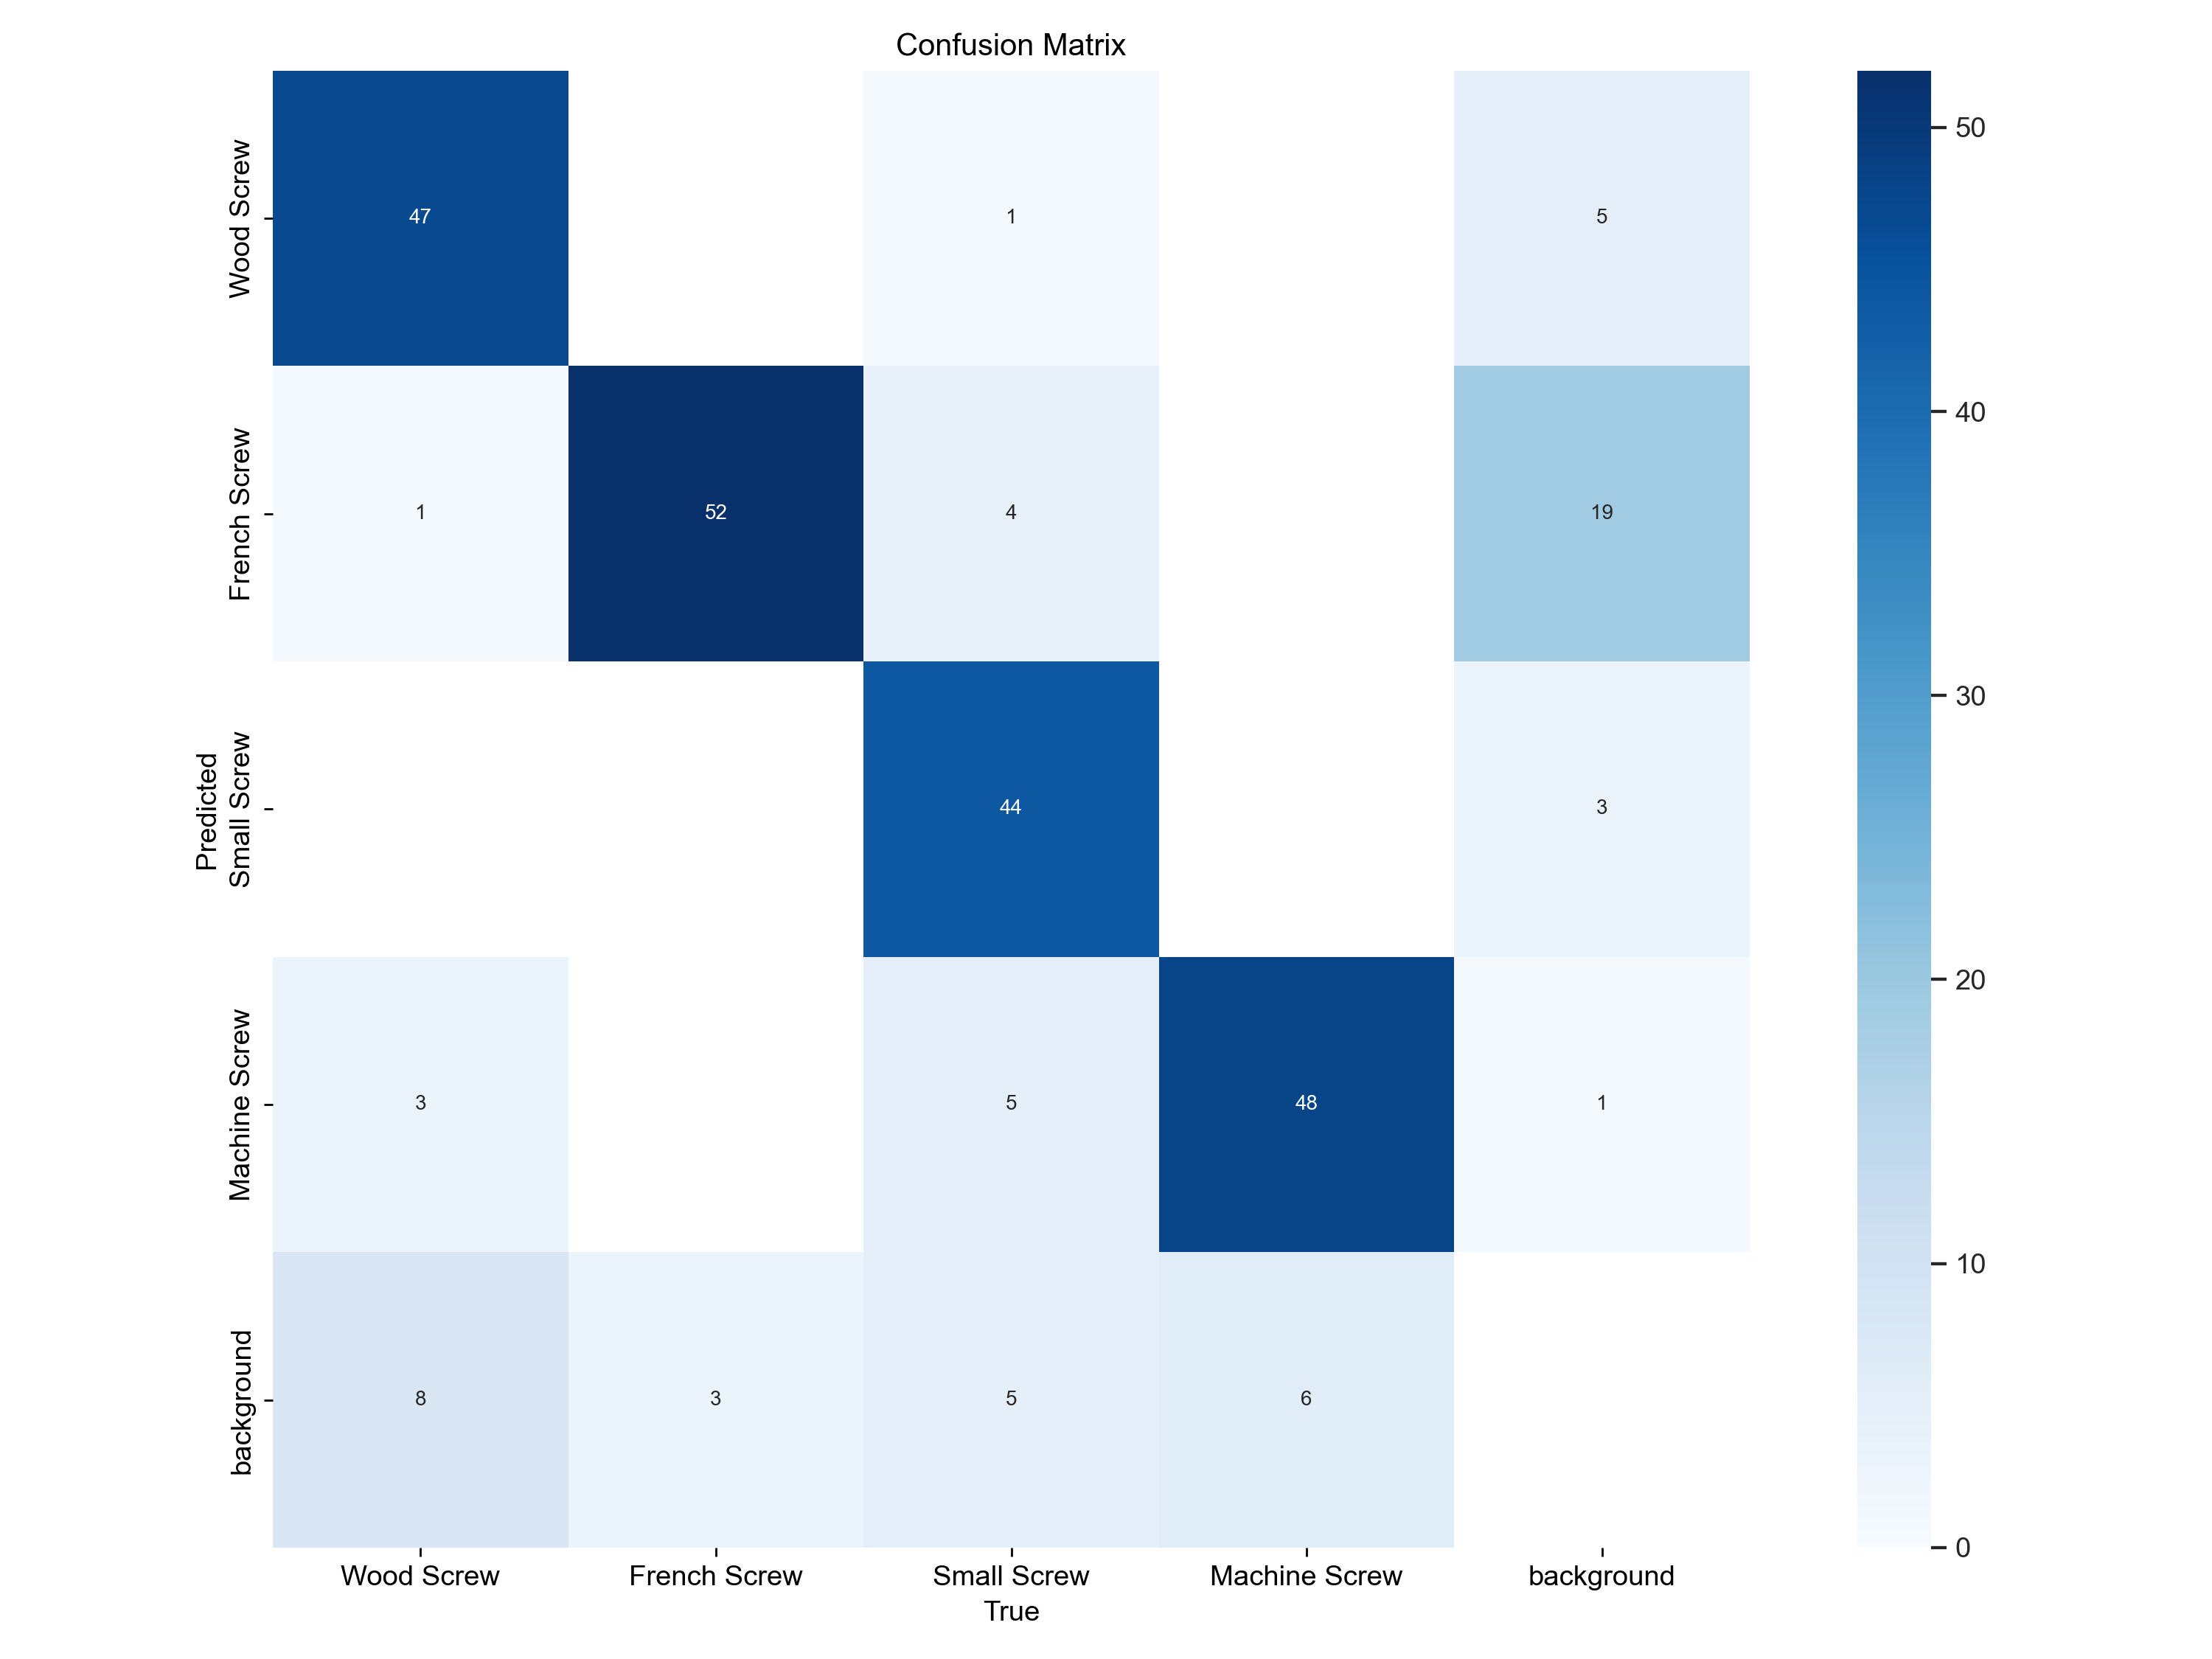 Confusion Matrix
Wood Screw
47
1
5
50
40
French Screw
1
52
4
19
30
Predicted
Small Screw
44
3
20
Machine Screw
3
5
48
1
10
background
8
3
5
6
0
Wood Screw
French Screw
Small Screw
Machine Screw
background
True